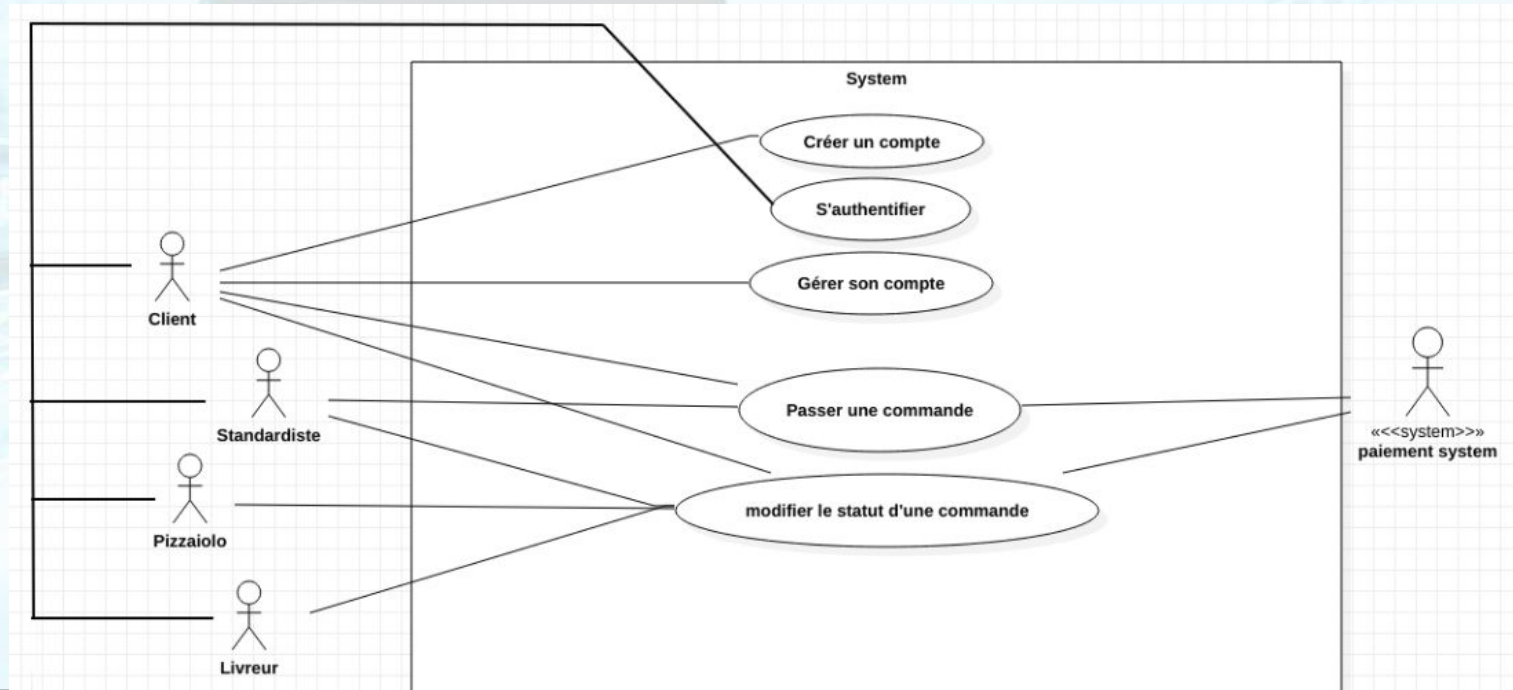 System
Créer un compte
S'authentifier
Gérer son compte
Client
Passer une commande
Standardiste
«<<system>>»
paiement system
modifier le statut d'une commande
Pizzaiolo
Livreur